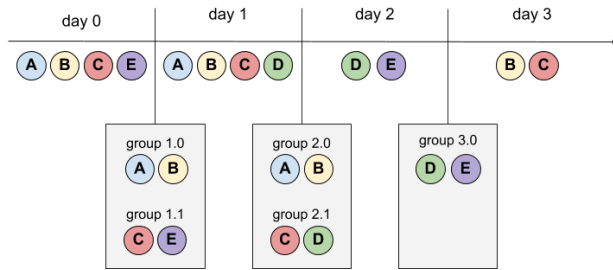 day 0 day 1 day 2 day 3
A B C E A B C D D E B C
group 1.0 group 2.0 group 3.0
A B A B D E
group 1.1 group 2.1
C E C D